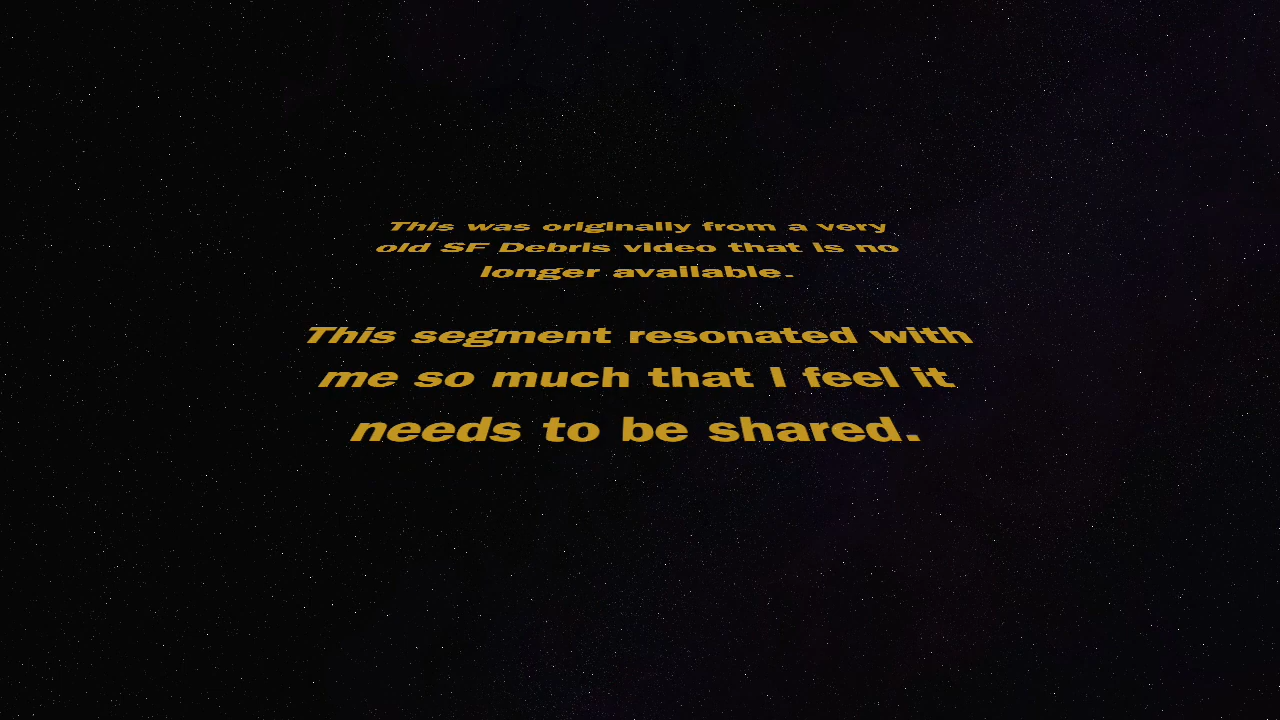 This was originally from a very
old SF Debris video that is no
longer available.
This segment resonated with
me so much that I feel it
needs to be shared.